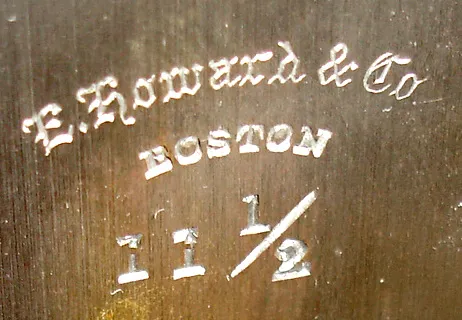 E. Howard & Co
BOSTON
11 1/2